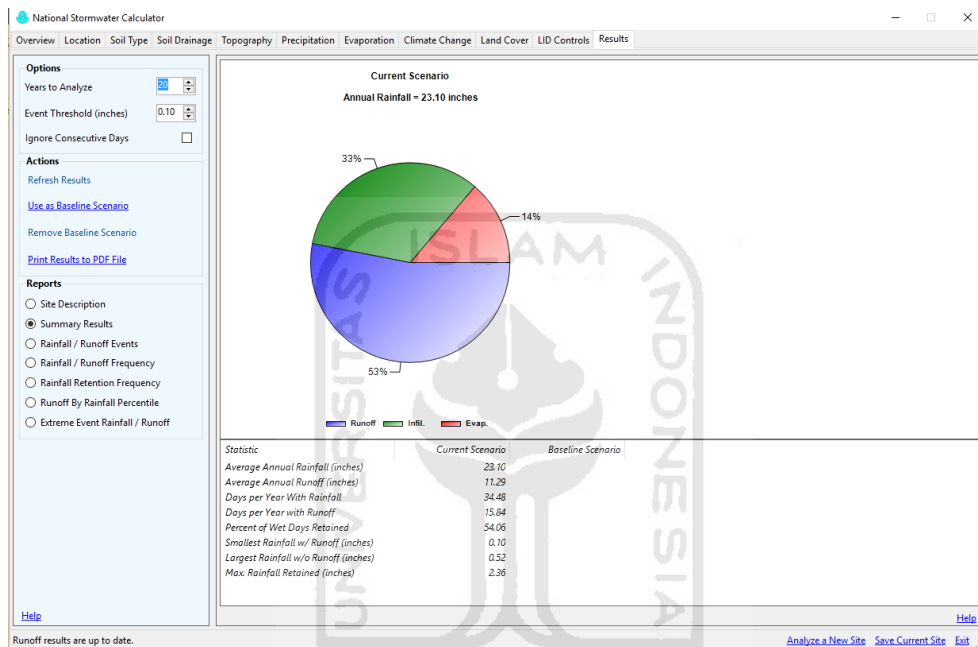 National Stormwater Calculator
Overview Location Soil Type Soil Drainage Topography Precipitation Evaporation Climate Change Land Cover LID Controls Results
Options
Years to Analyze 20
Event Threshold (inches) 0.10
Ignore Consecutive Days
Actions
Refresh Results
Use as Baseline Scenario
Remove Baseline Scenario
Print Results to PDF File
Reports
Site Description
Summary Results
Rainfall / Runoff Events
Rainfall / Runoff Frequency
Rainfall Retention Frequency
Runoff By Rainfall Percentile
Extreme Event Rainfall / Runoff
Help
Current Scenario
Annual Rainfall = 23.10 inches
33%
14%
53%
Runoff Infil. Evap.
Statistic Current Scenario Baseline Scenario
Average Annual Rainfall (inches) 23.10
Average Annual Runoff (inches) 11.29
Days per Year With Rainfall 34.48
Days per Year with Runoff 15.84
Percent of Wet Days Retained 54.06
Smallest Rainfall w/ Runoff (inches) 0.10
Largest Rainfall w/o Runoff (inches) 0.52
Max. Rainfall Retained (inches) 2.36
Help
Runoff results are up to date.
Analyze a New Site Save Current Site Exit
UNIVERSITAS ISLAM INDONESIA